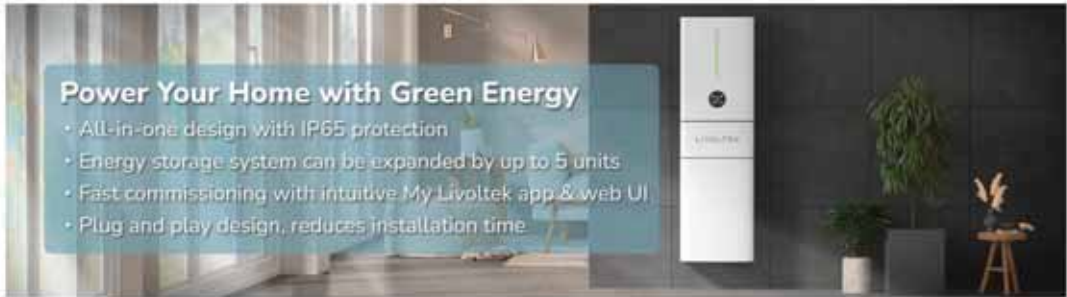 Power Your Home with Green Energy
• All-in-one design with IP65 protection
• Energy storage system can be expanded by up to 5 units
• Fast commissioning with intuitive My Livoltek app & web UI
• Plug and play design, reduces installation time
LIVOLTEK